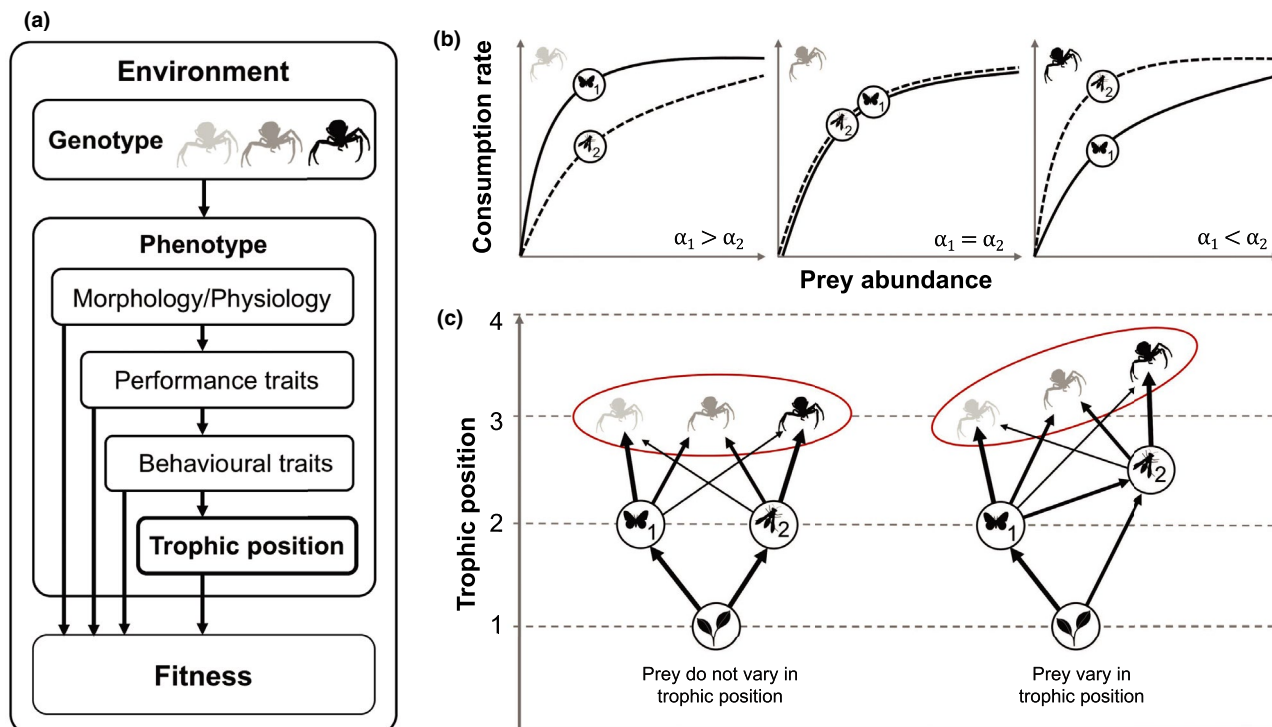 (a)
Environment
Genotype
Phenotype
Morphology/Physiology
Performance traits
Behavioural traits
Trophic position
Fitness
(b)
Consumption rate
1
2
α₁ > α₂
1
2
α₁ = α₂
2
1
α₁ < α₂
Prey abundance
(c)
Trophic position
4
3
2
1
1
2
Prey do not vary in
trophic position
1
2
Prey vary in
trophic position